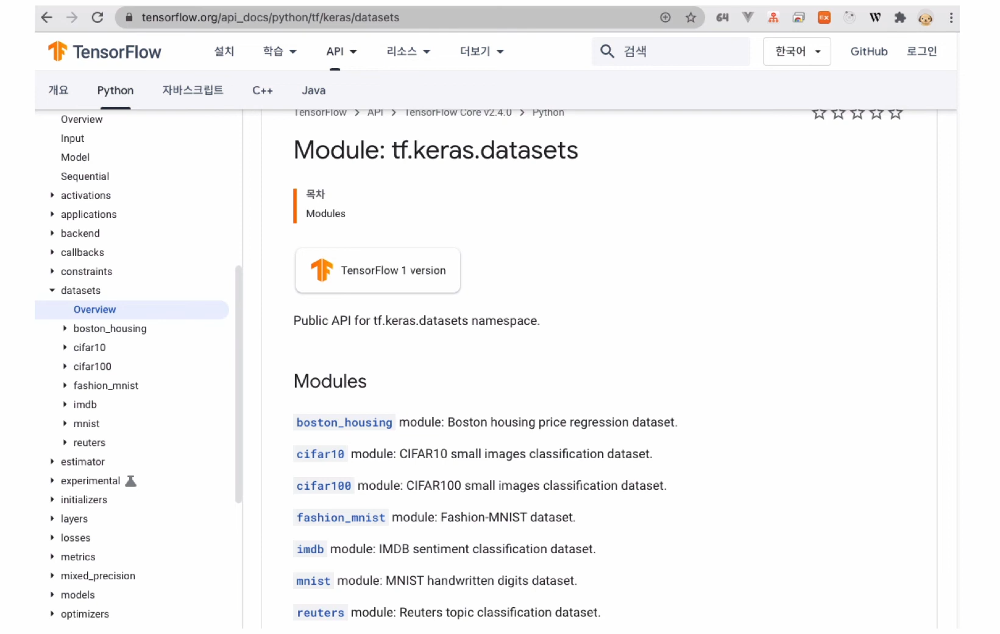 tensorflow.org/api_docs/python/tf/keras/datasets
64
EX
W
TensorFlow 설치 학습 API 리소스 더보기 검색 한국어 GitHub 로그인
개요 Python 자바스크립트 C++ Java
TensorFlow API TensorFlow Core v2.4.0 Python
Overview
Input
Model
Sequential
activations
applications
backend
callbacks
constraints
datasets
Overview
boston_housing
cifar10
cifar100
fashion_mnist
imdb
mnist
reuters
estimator
experimental
initializers
layers
losses
metrics
mixed_precision
models
optimizers
Module: tf.keras.datasets
목차
Modules
TensorFlow 1 version
Public API for tf.keras.datasets namespace.
Modules
boston_housing module: Boston housing price regression dataset.
cifar10 module: CIFAR10 small images classification dataset.
cifar100 module: CIFAR100 small images classification dataset.
fashion_mnist module: Fashion-MNIST dataset.
imdb module: IMDB sentiment classification dataset.
mnist module: MNIST handwritten digits dataset.
reuters module: Reuters topic classification dataset.